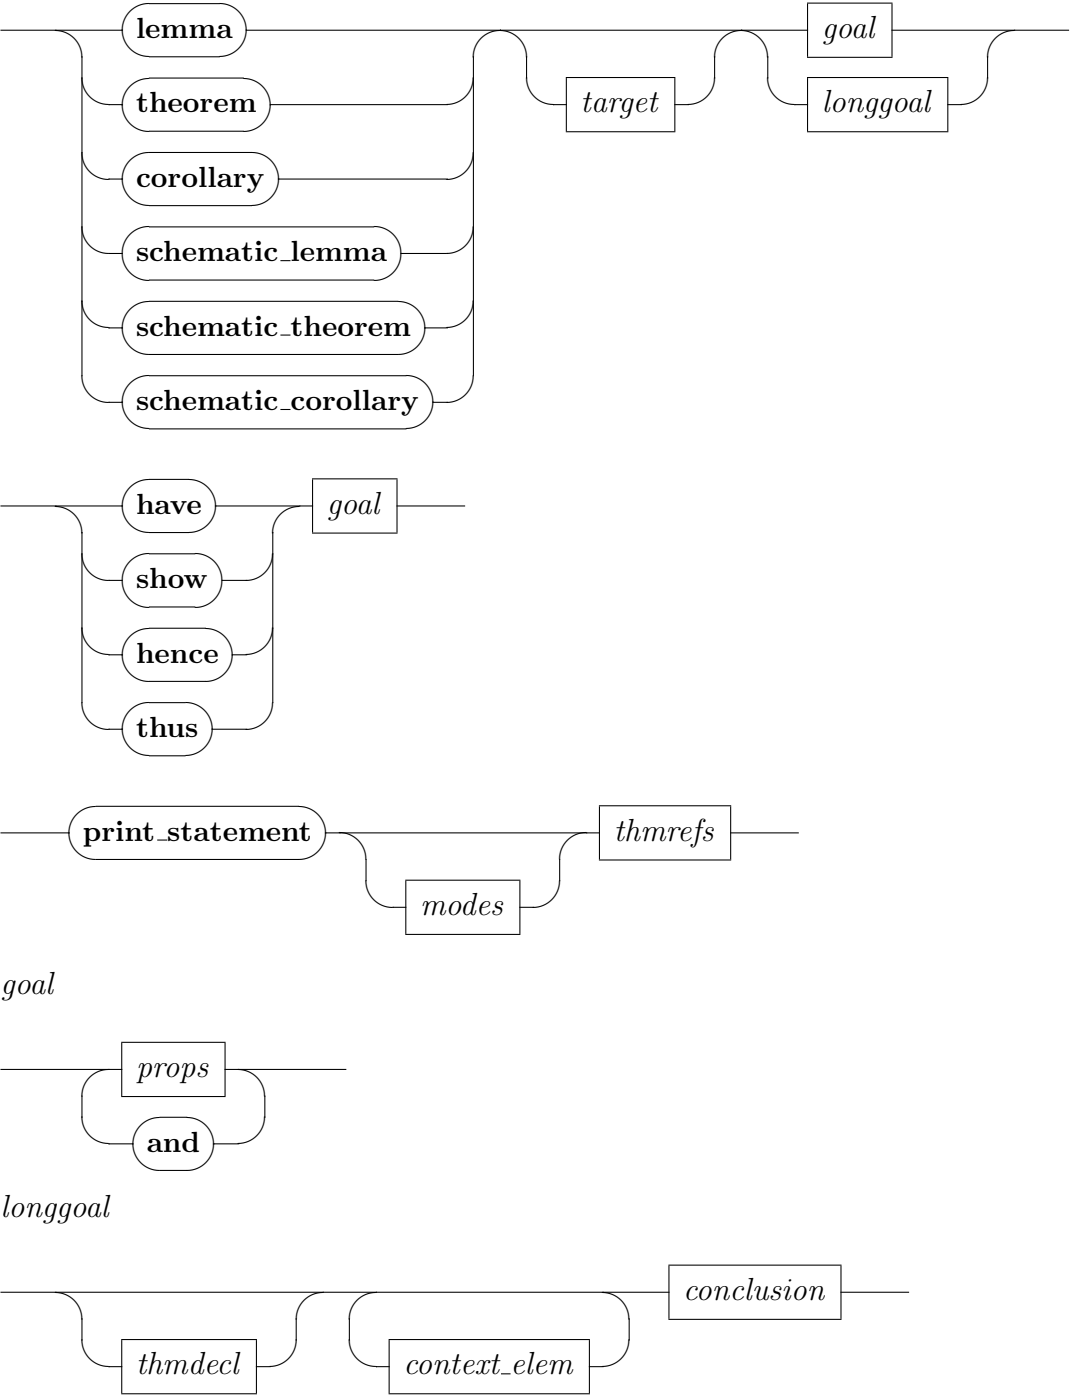 lemma goal
theorem target longgoal
corollary
schematic_lemma
schematic_theorem
schematic_corollary
have goal
show
hence
thus
print_statement thmrefs
modes
goal
props
and
longgoal
conclusion
thmdecl context_elem